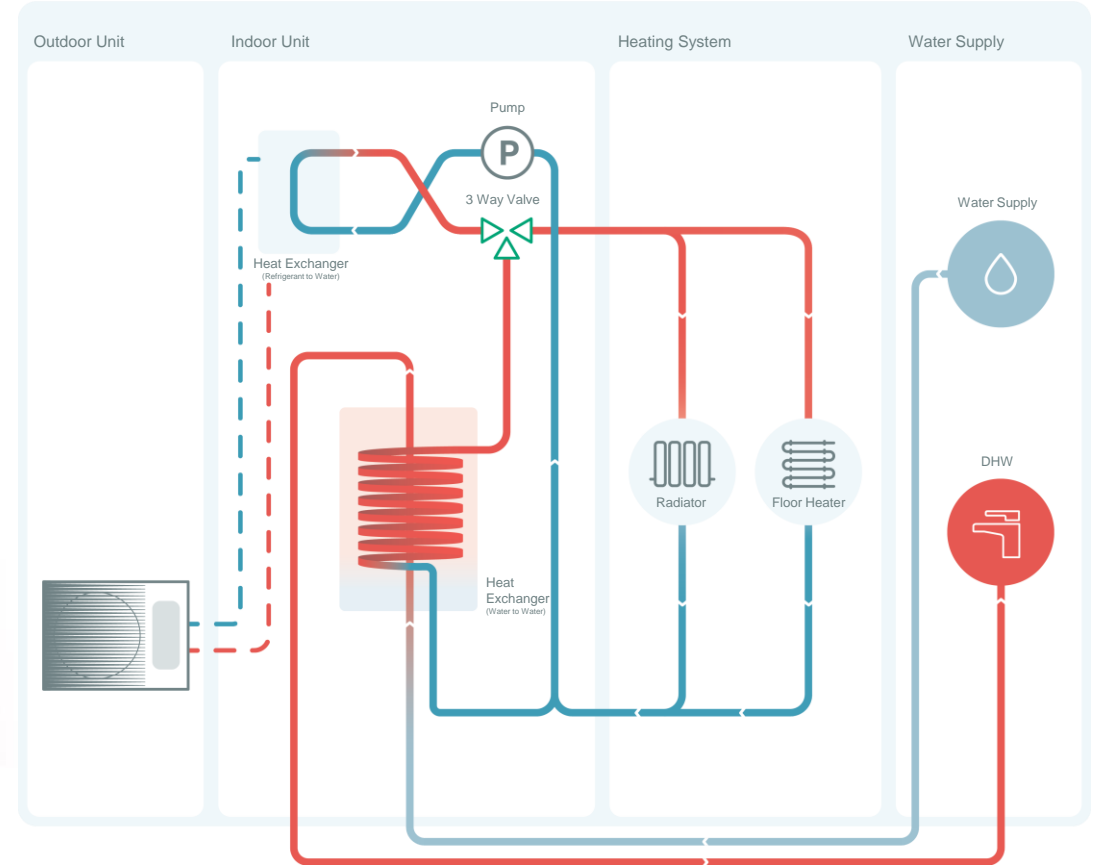 Outdoor Unit
Indoor Unit
Heating System
Water Supply
Pump
P
3 Way Valve
Water Supply
Heat Exchanger
(Refrigerant to Water)
DHW
Radiator
Floor Heater
Heat
Exchanger
(Water to Water)